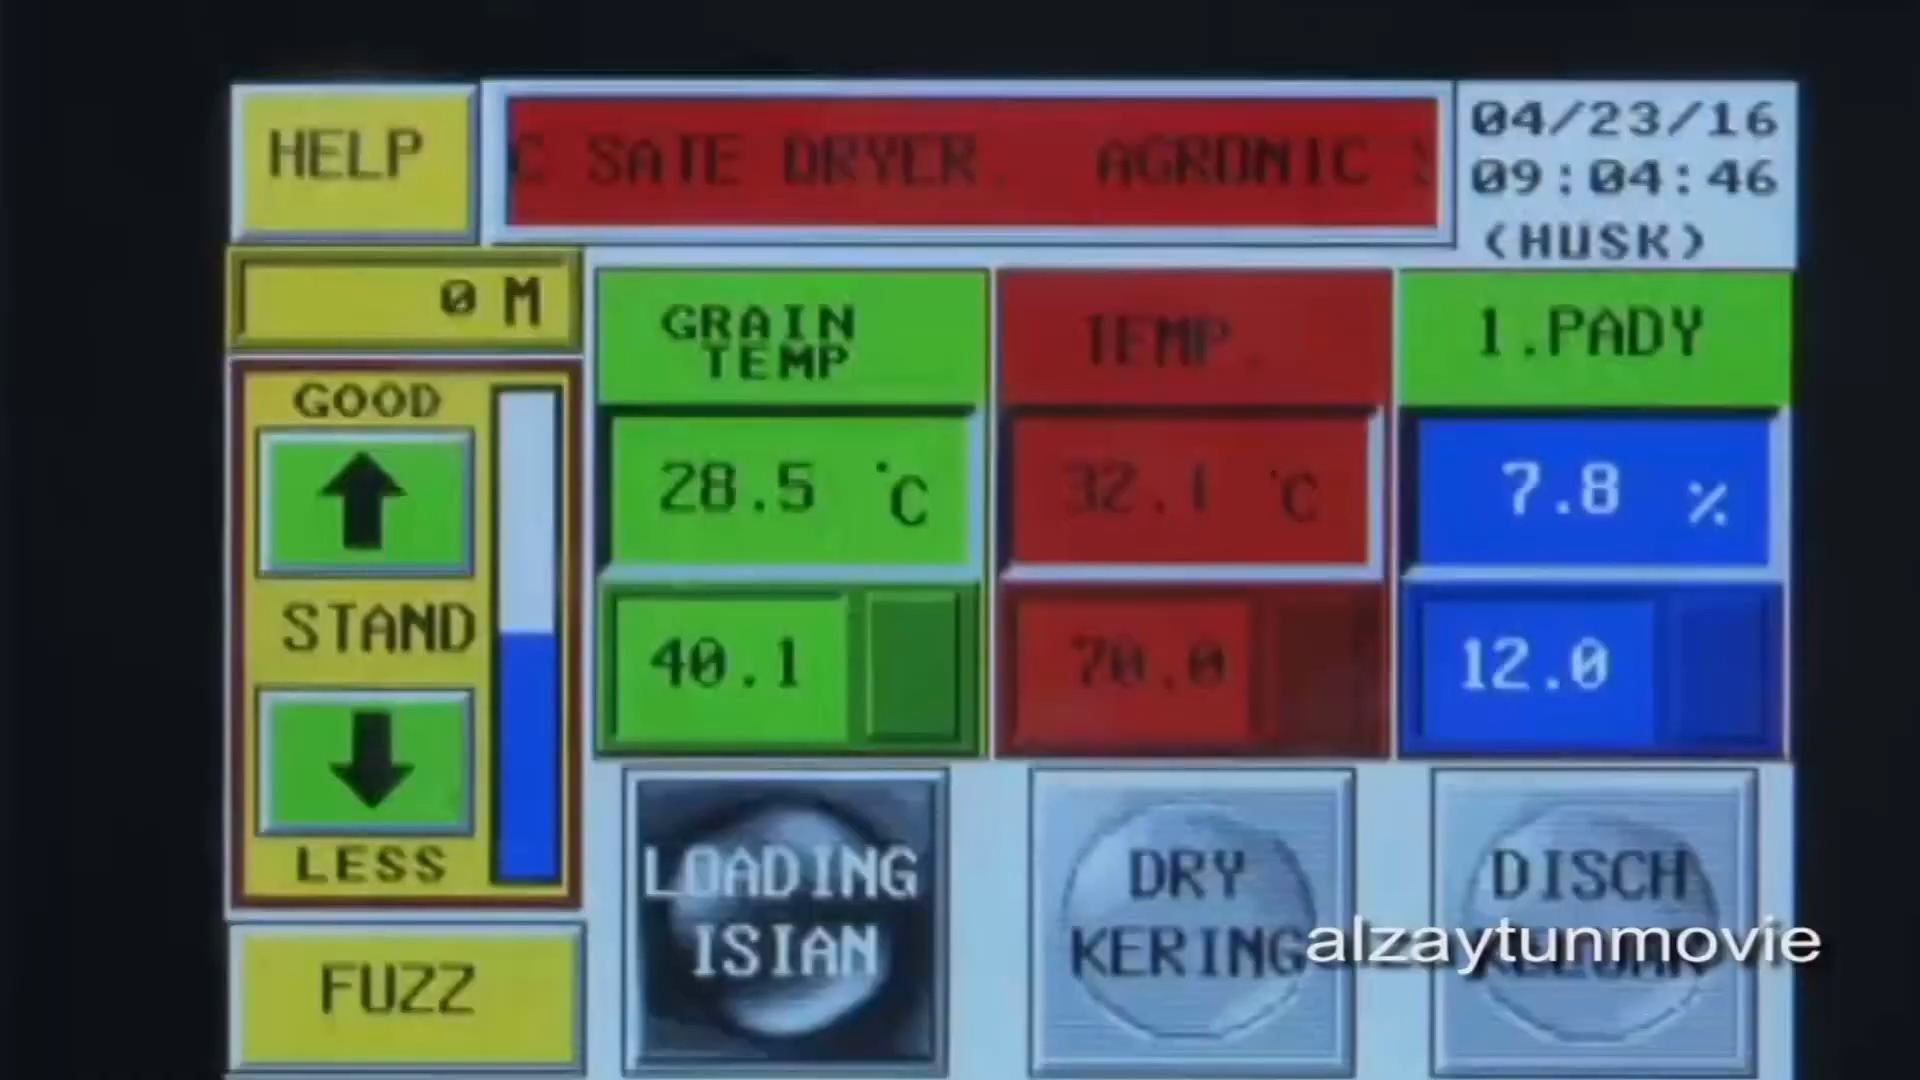 HELP
C SATE DRYER. AGRONIC
04/23/16
09:04:46
(HUSK)
0 M
GOOD
STAND
LESS
FUZZ
GRAIN
TEMP
28.5 °C
40.1
TEMP.
32.1 °C
70.0
1.PADY
7.8 %
12.0
LOADING
ISIAN
DRY
KERING
DISCH
alzaytunmovie